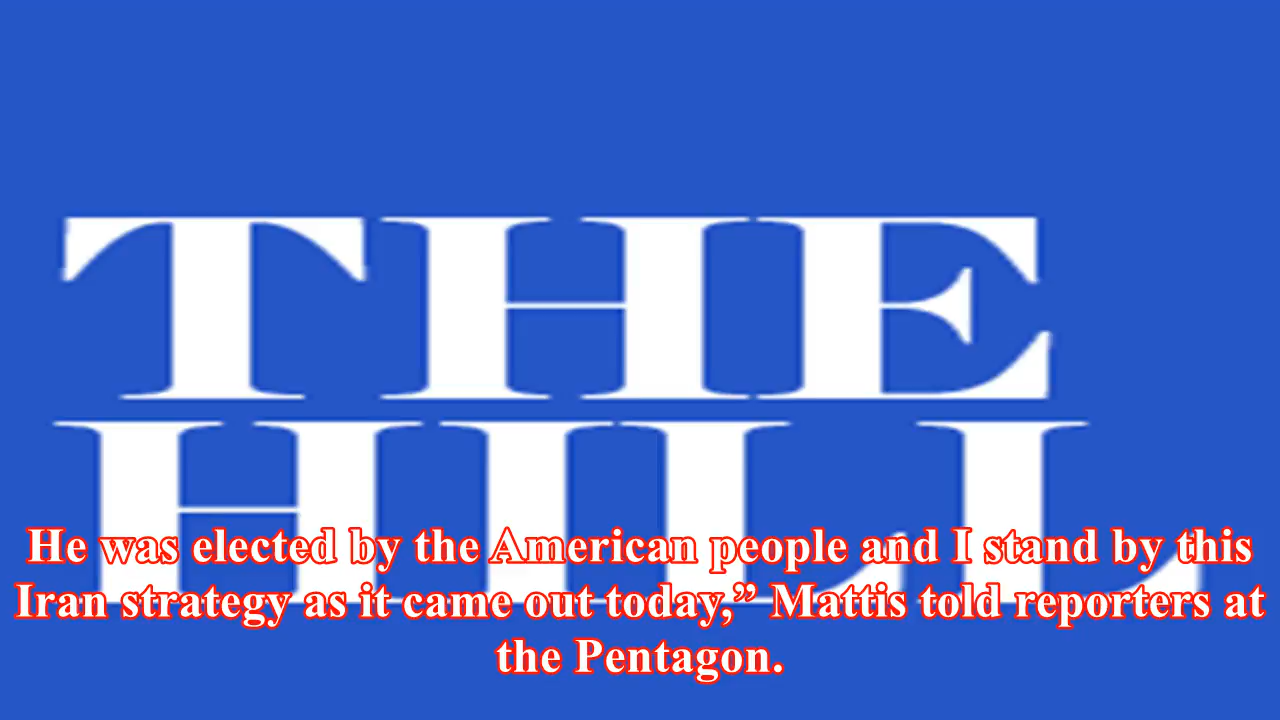 THE
HILL
He was elected by the American people and I stand by this
Iran strategy as it came out today,” Mattis told reporters at
the Pentagon.